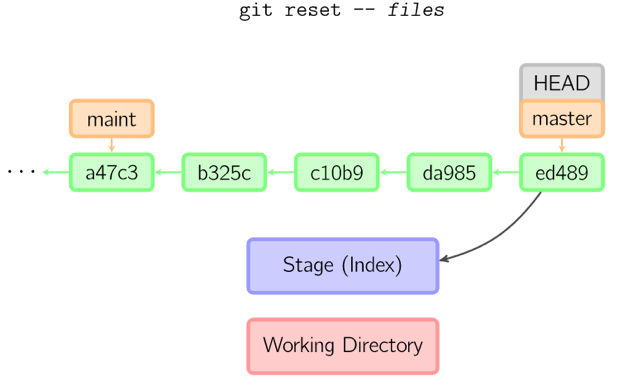 git reset -- files
HEAD
maint
master
... a47c3 b325c c10b9 da985 ed489
Stage (Index)
Working Directory